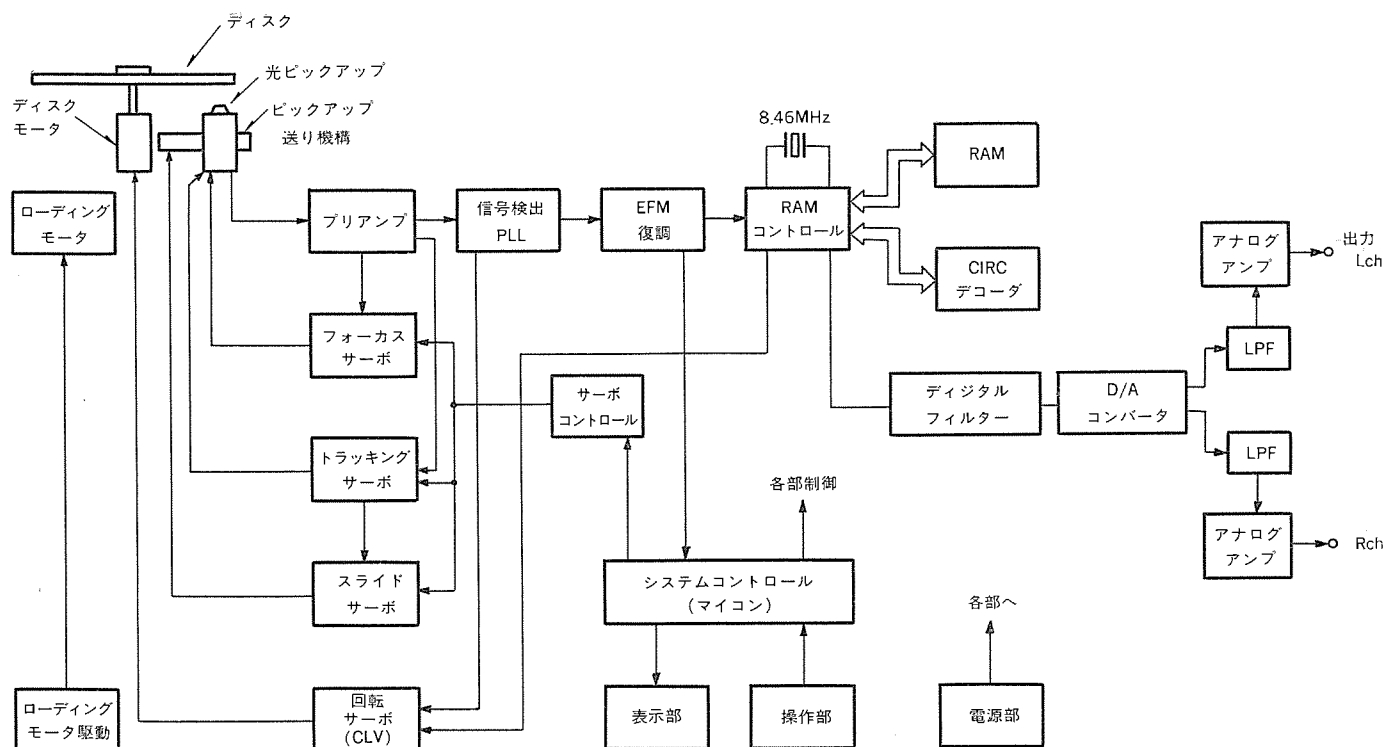 ディスク
光ピックアップ
ディスク
モータ
ピックアップ
送り機構
8.46MHz
ローディング
モータ
プリアンプ
信号検出
PLL
EFM
復調
RAM
コントロール
RAM
CIRC
デコーダ
アナログ
アンプ
出力
Lch
フォーカス
サーボ
LPF
サーボ
コントロール
ディジタル
フィルター
D/A
コンバータ
トラッキング
サーボ
LPF
各部制御
アナログ
アンプ
Rch
スライド
サーボ
システムコントロール
(マイコン)
各部へ
ローディング
モータ駆動
回転
サーボ
(CLV)
表示部
操作部
電源部